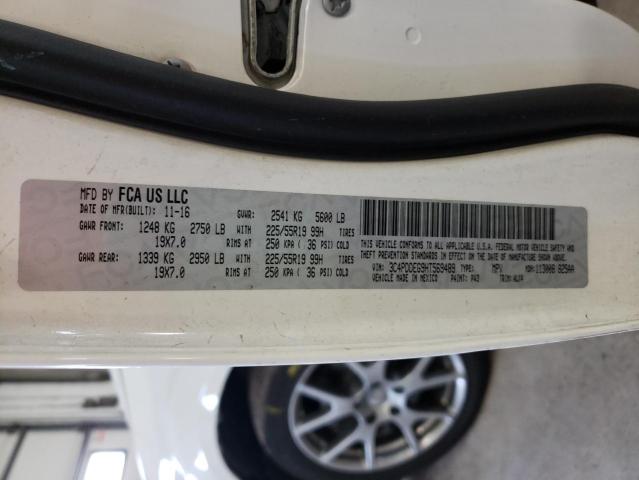 MFD BY FCA US LLC
DATE OF MFR(BUILT): 11-16 GVWR: 2541 KG 5600 LB
GAWR FRONT: 1248 KG 2750 LB WITH 225/55R19 99H TIRES
19X7.0 RIMS AT 250 KPA ( 36 PSI) COLD
GAWR REAR: 1339 KG 2950 LB WITH 225/55R19 99H TIRES
19X7.0 RIMS AT 250 KPA ( 36 PSI) COLD
THIS VEHICLE CONFORMS TO ALL APPLICABLE U.S.A. FEDERAL MOTOR VEHICLE SAFETY AND
THEFT PREVENTION STANDARDS IN EFFECT ON THE DATE OF MANUFACTURE SHOWN ABOVE.
VIN: 3C4PDDEG9HT569489 TYPE: MPV MDH: 113006 925AA
VEHICLE MADE IN MEXICO PAINT: TRIM: